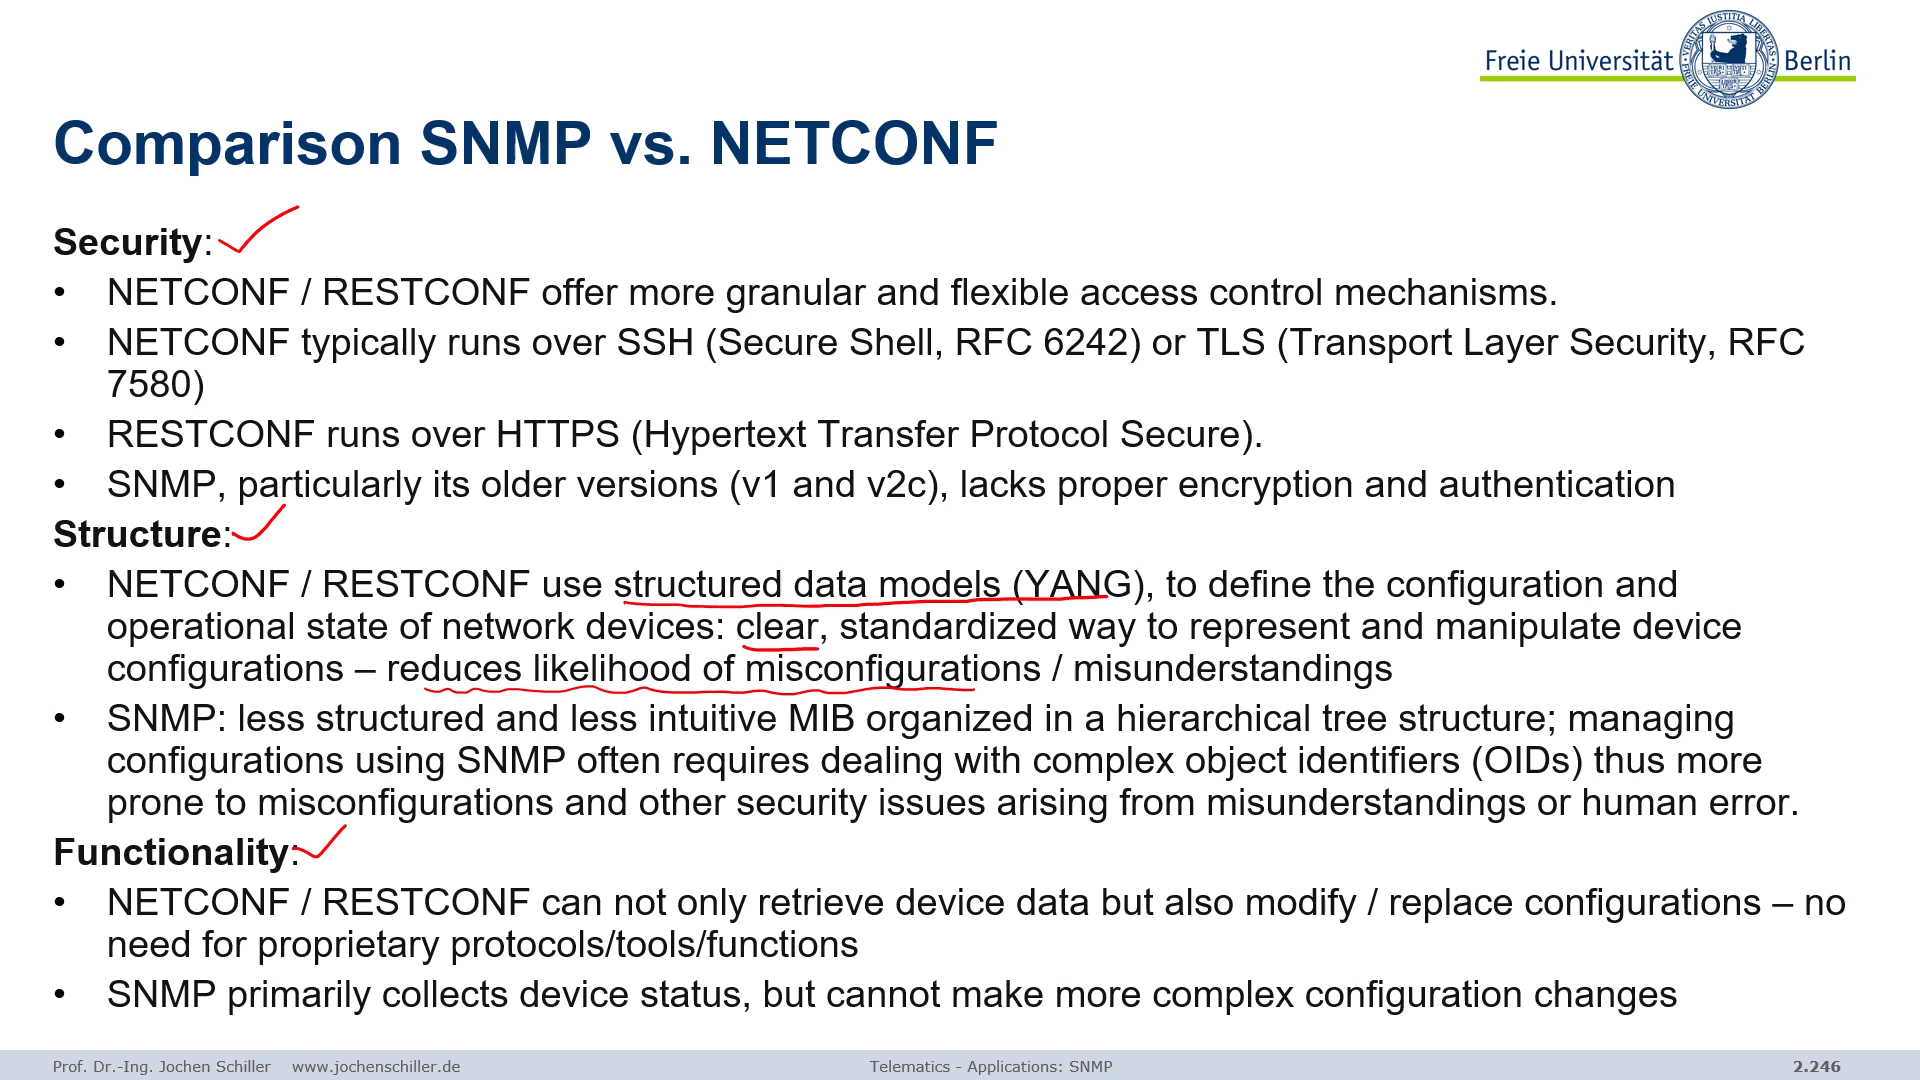 Freie Universität Berlin
Comparison SNMP vs. NETCONF
Security:
• NETCONF / RESTCONF offer more granular and flexible access control mechanisms.
• NETCONF typically runs over SSH (Secure Shell, RFC 6242) or TLS (Transport Layer Security, RFC
7580)
• RESTCONF runs over HTTPS (Hypertext Transfer Protocol Secure).
• SNMP, particularly its older versions (v1 and v2c), lacks proper encryption and authentication
Structure:
• NETCONF / RESTCONF use structured data models (YANG), to define the configuration and
operational state of network devices: clear, standardized way to represent and manipulate device
configurations – reduces likelihood of misconfigurations / misunderstandings
• SNMP: less structured and less intuitive MIB organized in a hierarchical tree structure; managing
configurations using SNMP often requires dealing with complex object identifiers (OIDs) thus more
prone to misconfigurations and other security issues arising from misunderstandings or human error.
Functionality:
• NETCONF / RESTCONF can not only retrieve device data but also modify / replace configurations – no
need for proprietary protocols/tools/functions
• SNMP primarily collects device status, but cannot make more complex configuration changes
Prof. Dr.-Ing. Jochen Schiller www.jochenschiller.de Telematics - Applications: SNMP 2.246